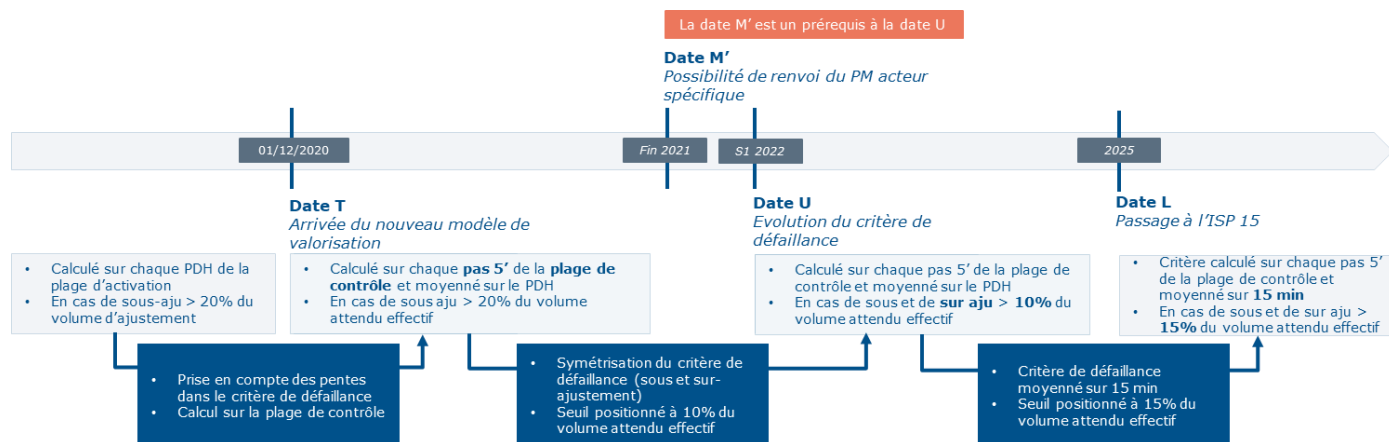 La date M’ est un prérequis à la date U
Date M’
Possibilité de renvoi du PM acteur
spécifique
01/12/2020
Fin 2021
S1 2022
2025
Date T
Arrivée du nouveau modèle de
valorisation
Date U
Evolution du critère de
défaillance
Date L
Passage à l’ISP 15
• Calculé sur chaque PDH de la
plage d’activation
• En cas de sous-aju > 20% du
volume d’ajustement
• Calculé sur chaque pas 5’ de la plage de
contrôle et moyenné sur le PDH
• En cas de sous aju > 20% du volume
attendu effectif
• Calculé sur chaque pas 5’ de la plage de
contrôle et moyenné sur le PDH
• En cas de sous et de sur aju > 10% du
volume attendu effectif
• Critère calculé sur chaque pas 5’
de la plage de contrôle et
moyenné sur 15 min
• En cas de sous et de sur aju >
15% du volume attendu effectif
• Prise en compte des pentes
dans le critère de défaillance
• Calcul sur la plage de contrôle
• Symétrisation du critère de
défaillance (sous et sur-
ajustement)
• Seuil positionné à 10% du
volume attendu effectif
• Critère de défaillance
moyenné sur 15 min
• Seuil positionné à 15% du
volume attendu effectif